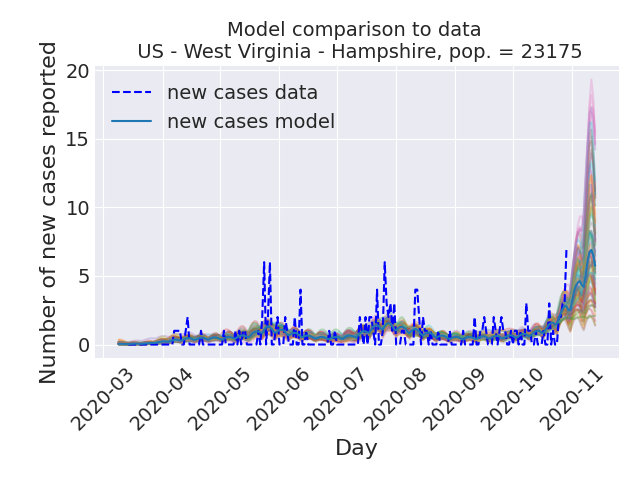 Model comparison to data
US - West Virginia - Hampshire, pop. = 23175
Number of new cases reported
20
15
10
5
0
new cases data
new cases model
2020-03
2020-04
2020-05
2020-06
2020-07
2020-08
2020-09
2020-10
2020-11
Day